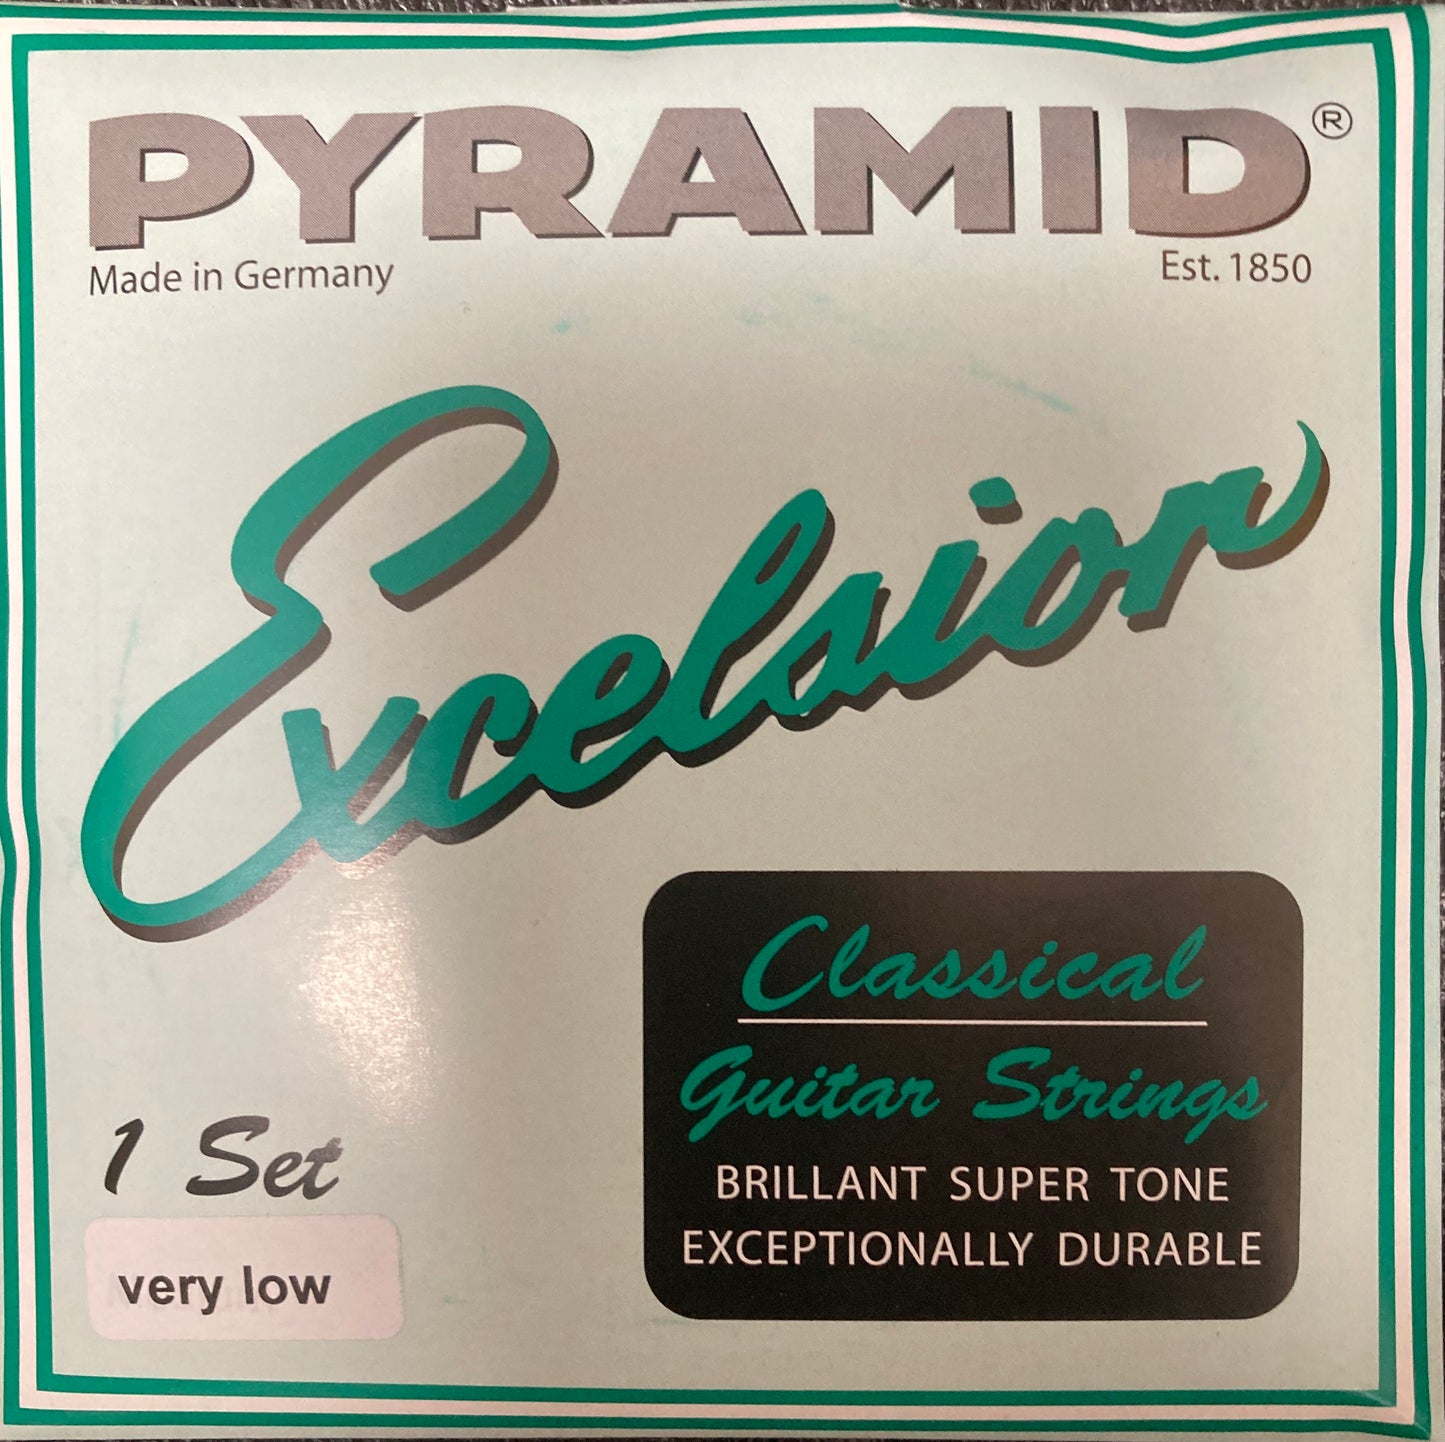 PYRAMID®
Made in Germany Est. 1850
Excelsior
Classical
Guitar Strings
BRILLANT SUPER TONE
EXCEPTIONALLY DURABLE
1 Set
very low